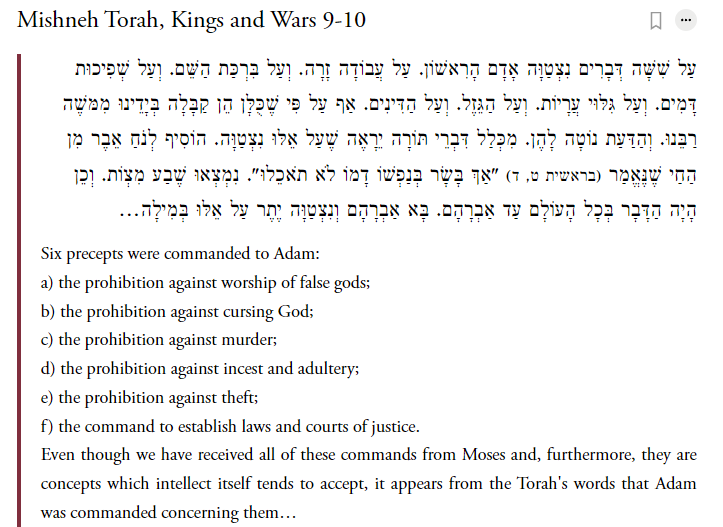 Mishneh Torah, Kings and Wars 9-10
עַל שִׁשָּׁה דְּבָרִים נִצְטַוָּה אָדָם הָרִאשׁוֹן. עַל עֲבוֹדָה זָרָה. וְעַל בִּרְכַּת הַשֵּׁם. וְעַל שְׁפִיכוּת
דָּמִים. וְעַל גִּלּוּי עֲרָיוֹת. וְעַל הַגֵּזֶל. וְעַל הַדִּינִים. אַף עַל פִּי שֶׁכֻּלָּן הֵן קַבָּלָה בְּיָדֵינוּ מִמּשֶׁה
רַבֵּנוּ. וְהַדַּעַת נוֹטָה לָהֶן. מִכְּלַל דִּבְרֵי תּוֹרָה יֵרָאֶה שֶׁעַל אֵלּוּ נִצְטַוָּה. הוֹסִיף לְנֹחַ אֵבֶר מִן
הַחַי שֶׁנֶּאֱמַר (בראשית ט, ד) "אַךְ בָּשָׂר בְּנַפְשׁוֹ דָמוֹ לֹא תֹאכֵלוּ". נִמְצְאוּ שֶׁבַע מִצְוֹת. וְכֵן
הָיָה הַדָּבָר בְּכָל הָעוֹלָם עַד אַבְרָהָם. בָּא אַבְרָהָם וְנִצְטַוָּה יֶתֶר עַל אֵלּוּ בְּמִילָה...
Six precepts were commanded to Adam:
a) the prohibition against worship of false gods;
b) the prohibition against cursing God;
c) the prohibition against murder;
d) the prohibition against incest and adultery;
e) the prohibition against theft;
f) the command to establish laws and courts of justice.
Even though we have received all of these commands from Moses and, furthermore, they are
concepts which intellect itself tends to accept, it appears from the Torah's words that Adam
was commanded concerning them…